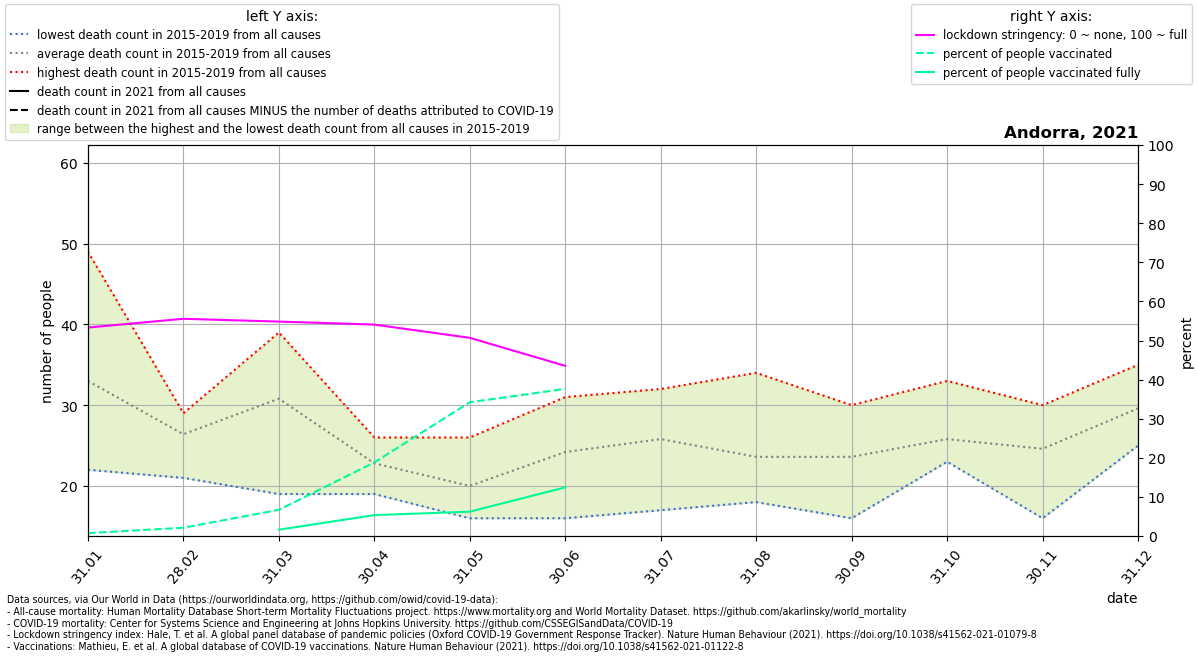 left Y axis:
lowest death count in 2015-2019 from all causes
average death count in 2015-2019 from all causes
highest death count in 2015-2019 from all causes
death count in 2021 from all causes
death count in 2021 from all causes MINUS the number of deaths attributed to COVID-19
range between the highest and the lowest death count from all causes in 2015-2019
right Y axis:
lockdown stringency: 0 ~ none, 100 ~ full
percent of people vaccinated
percent of people vaccinated fully
Andorra, 2021
number of people
60
50
40
30
20
100
90
80
70
60
50
40
30
20
10
0
percent
31.01
28.02
31.03
30.04
31.05
30.06
31.07
31.08
30.09
31.10
30.11
31.12
date
Data sources, via Our World in Data (https://ourworldindata.org, https://github.com/owid/covid-19-data):
- All-cause mortality: Human Mortality Database Short-term Mortality Fluctuations project. https://www.mortality.org and World Mortality Dataset. https://github.com/akarlinsky/world_mortality
- COVID-19 mortality: Center for Systems Science and Engineering at Johns Hopkins University. https://github.com/CSSEGISandData/COVID-19
- Lockdown stringency index: Hale, T. et al. A global panel database of pandemic policies (Oxford COVID-19 Government Response Tracker). Nature Human Behaviour (2021). https://doi.org/10.1038/s41562-021-01079-8
- Vaccinations: Mathieu, E. et al. A global database of COVID-19 vaccinations. Nature Human Behaviour (2021). https://doi.org/10.1038/s41562-021-01122-8